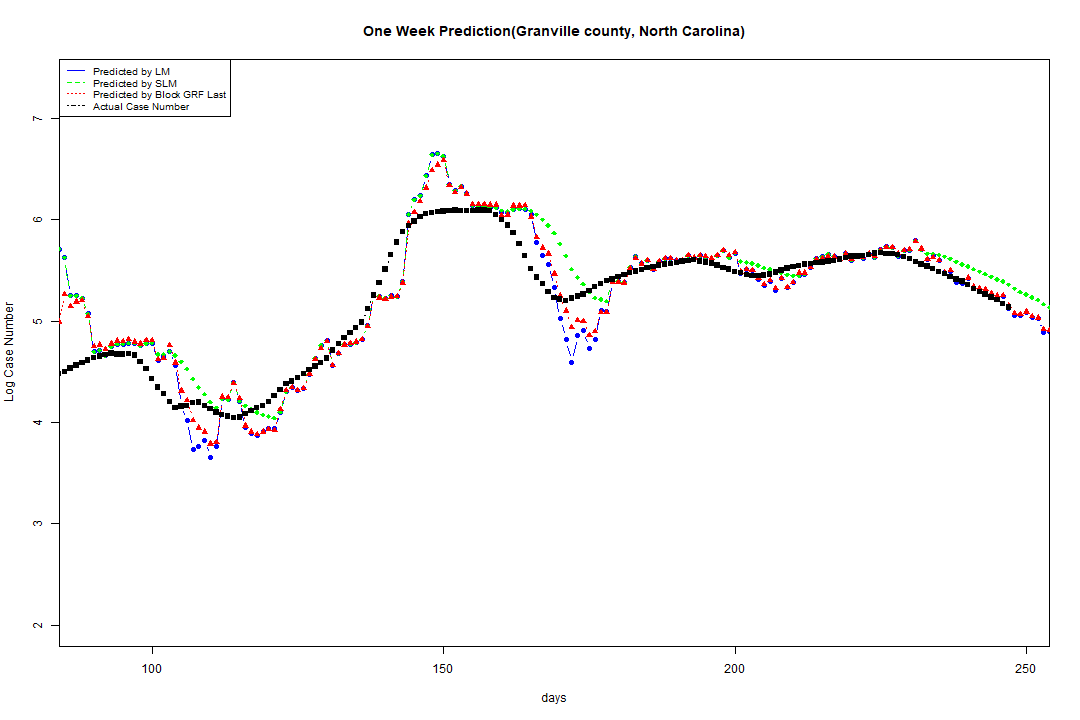 One Week Prediction(Granville county, North Carolina)
Predicted by LM
Predicted by SLM
Predicted by Block GRF Last
Actual Case Number
7
6
5
4
3
2
Log Case Number
100 150 200 250
days